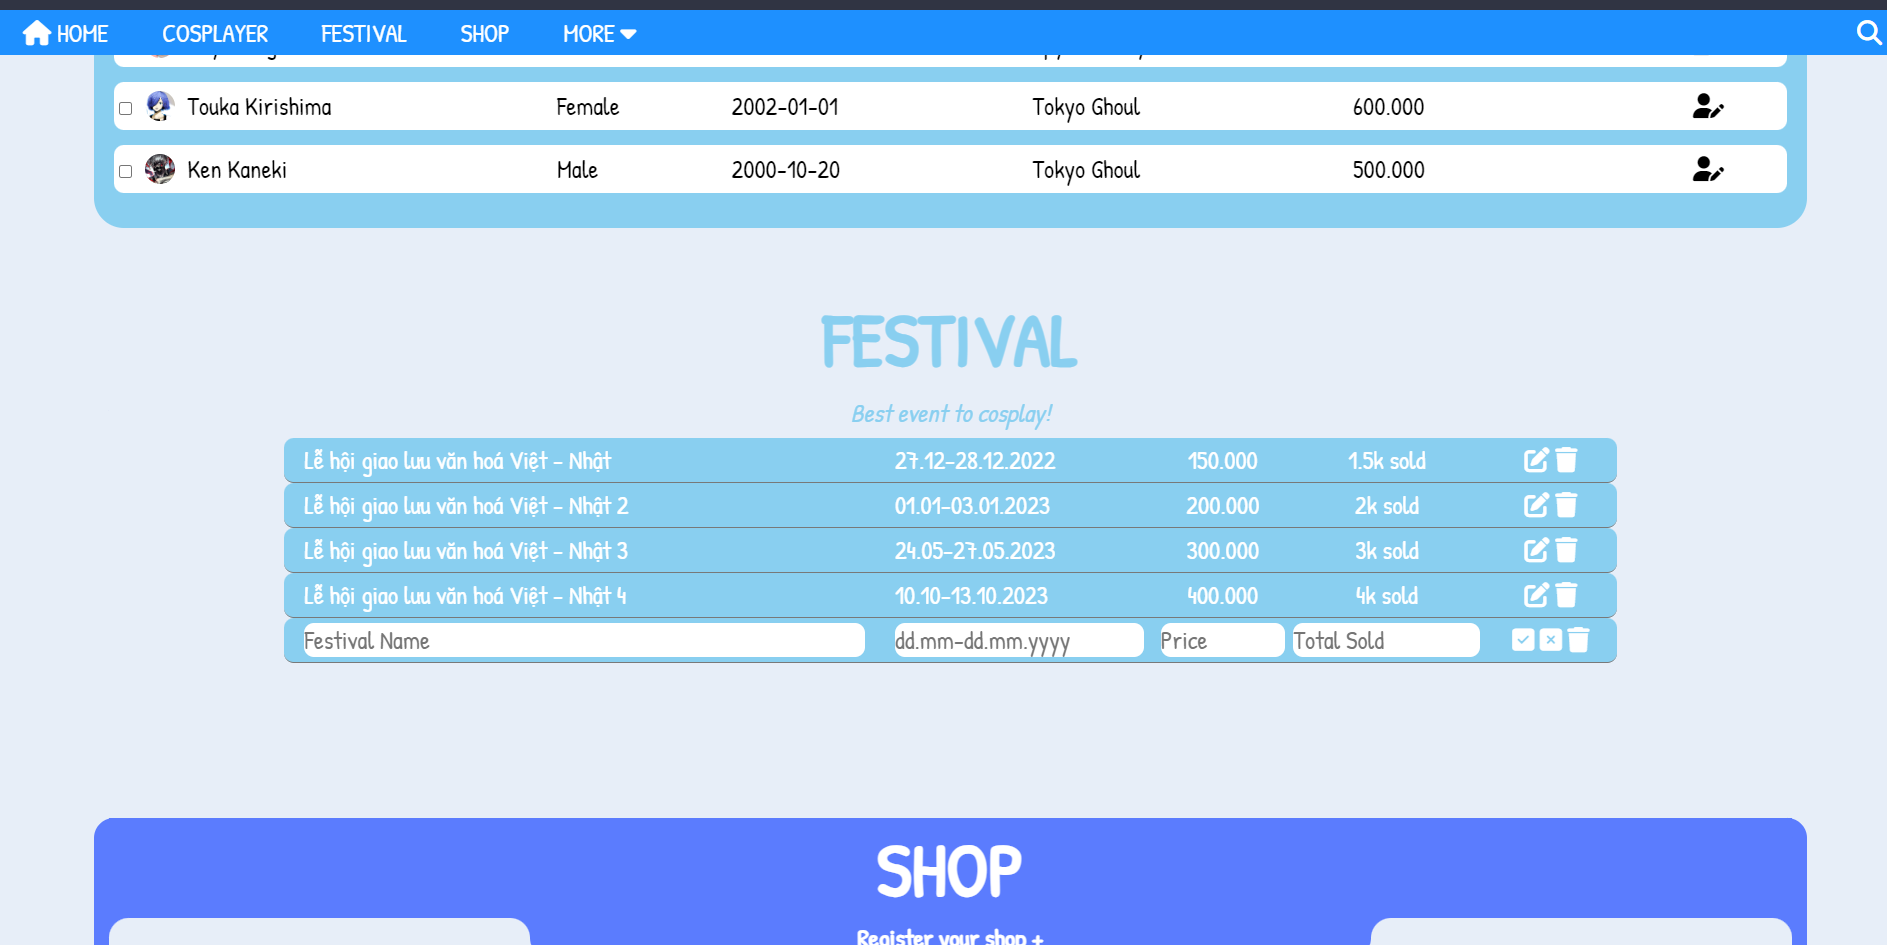 HOME COSPLAYER FESTIVAL SHOP MORE
Touka Kirishima Female 2002-01-01 Tokyo Ghoul 600.000
Ken Kaneki Male 2000-10-20 Tokyo Ghoul 500.000
FESTIVAL
Best event to cosplay!
Lễ hội giao lưu văn hoá Việt - Nhật 27.12-28.12.2022 150.000 1.5k sold
Lễ hội giao lưu văn hoá Việt - Nhật 2 01.01-03.01.2023 200.000 2k sold
Lễ hội giao lưu văn hoá Việt - Nhật 3 24.05-27.05.2023 300.000 3k sold
Lễ hội giao lưu văn hoá Việt - Nhật 4 10.10-13.10.2023 400.000 4k sold
Festival Name dd.mm-dd.mm.yyyy Price Total Sold
SHOP
Register your shop +